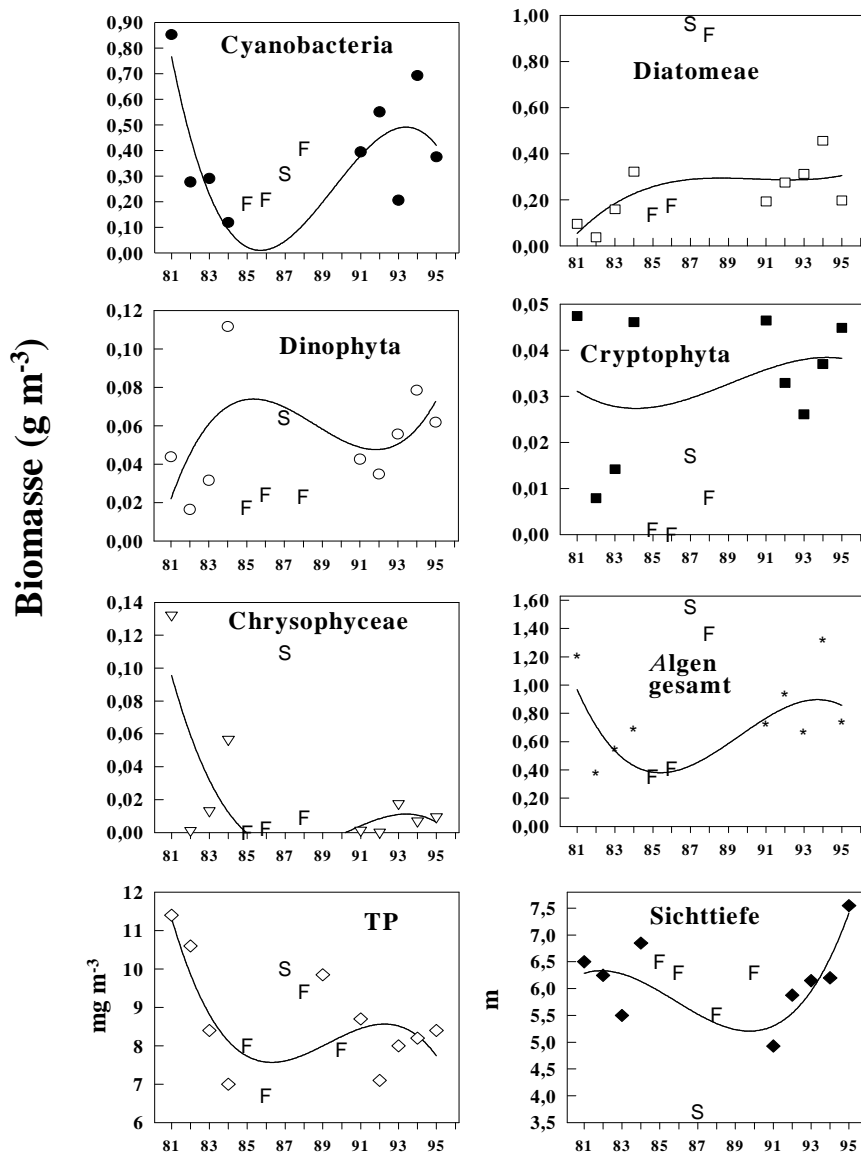 Biomasse (g m⁻³)
Cyanobacteria
0,90
0,80
0,70
0,60
0,50
0,40
0,30
0,20
0,10
0,00
F F S F
81 83 85 87 89 91 93 95
Diatomeae
1,00
0,80
0,60
0,40
0,20
0,00
F F S F
81 83 85 87 89 91 93 95
Dinophyta
0,12
0,10
0,08
0,06
0,04
0,02
0,00
F F S F
81 83 85 87 89 91 93 95
Cryptophyta
0,05
0,04
0,03
0,02
0,01
0,00
F F S F
81 83 85 87 89 91 93 95
Chrysophyceae
0,14
0,12
0,10
0,08
0,06
0,04
0,02
0,00
F F S F
81 83 85 87 89 91 93 95
Algen
gesamt
1,60
1,40
1,20
1,00
0,80
0,60
0,40
0,20
0,00
F F S F
81 83 85 87 89 91 93 95
TP
mg m⁻³
12
11
10
9
8
7
6
F F S F F
81 83 85 87 89 91 93 95
Sichttiefe
m
7,5
7,0
6,5
6,0
5,5
5,0
4,5
4,0
3,5
F F S F F
81 83 85 87 89 91 93 95